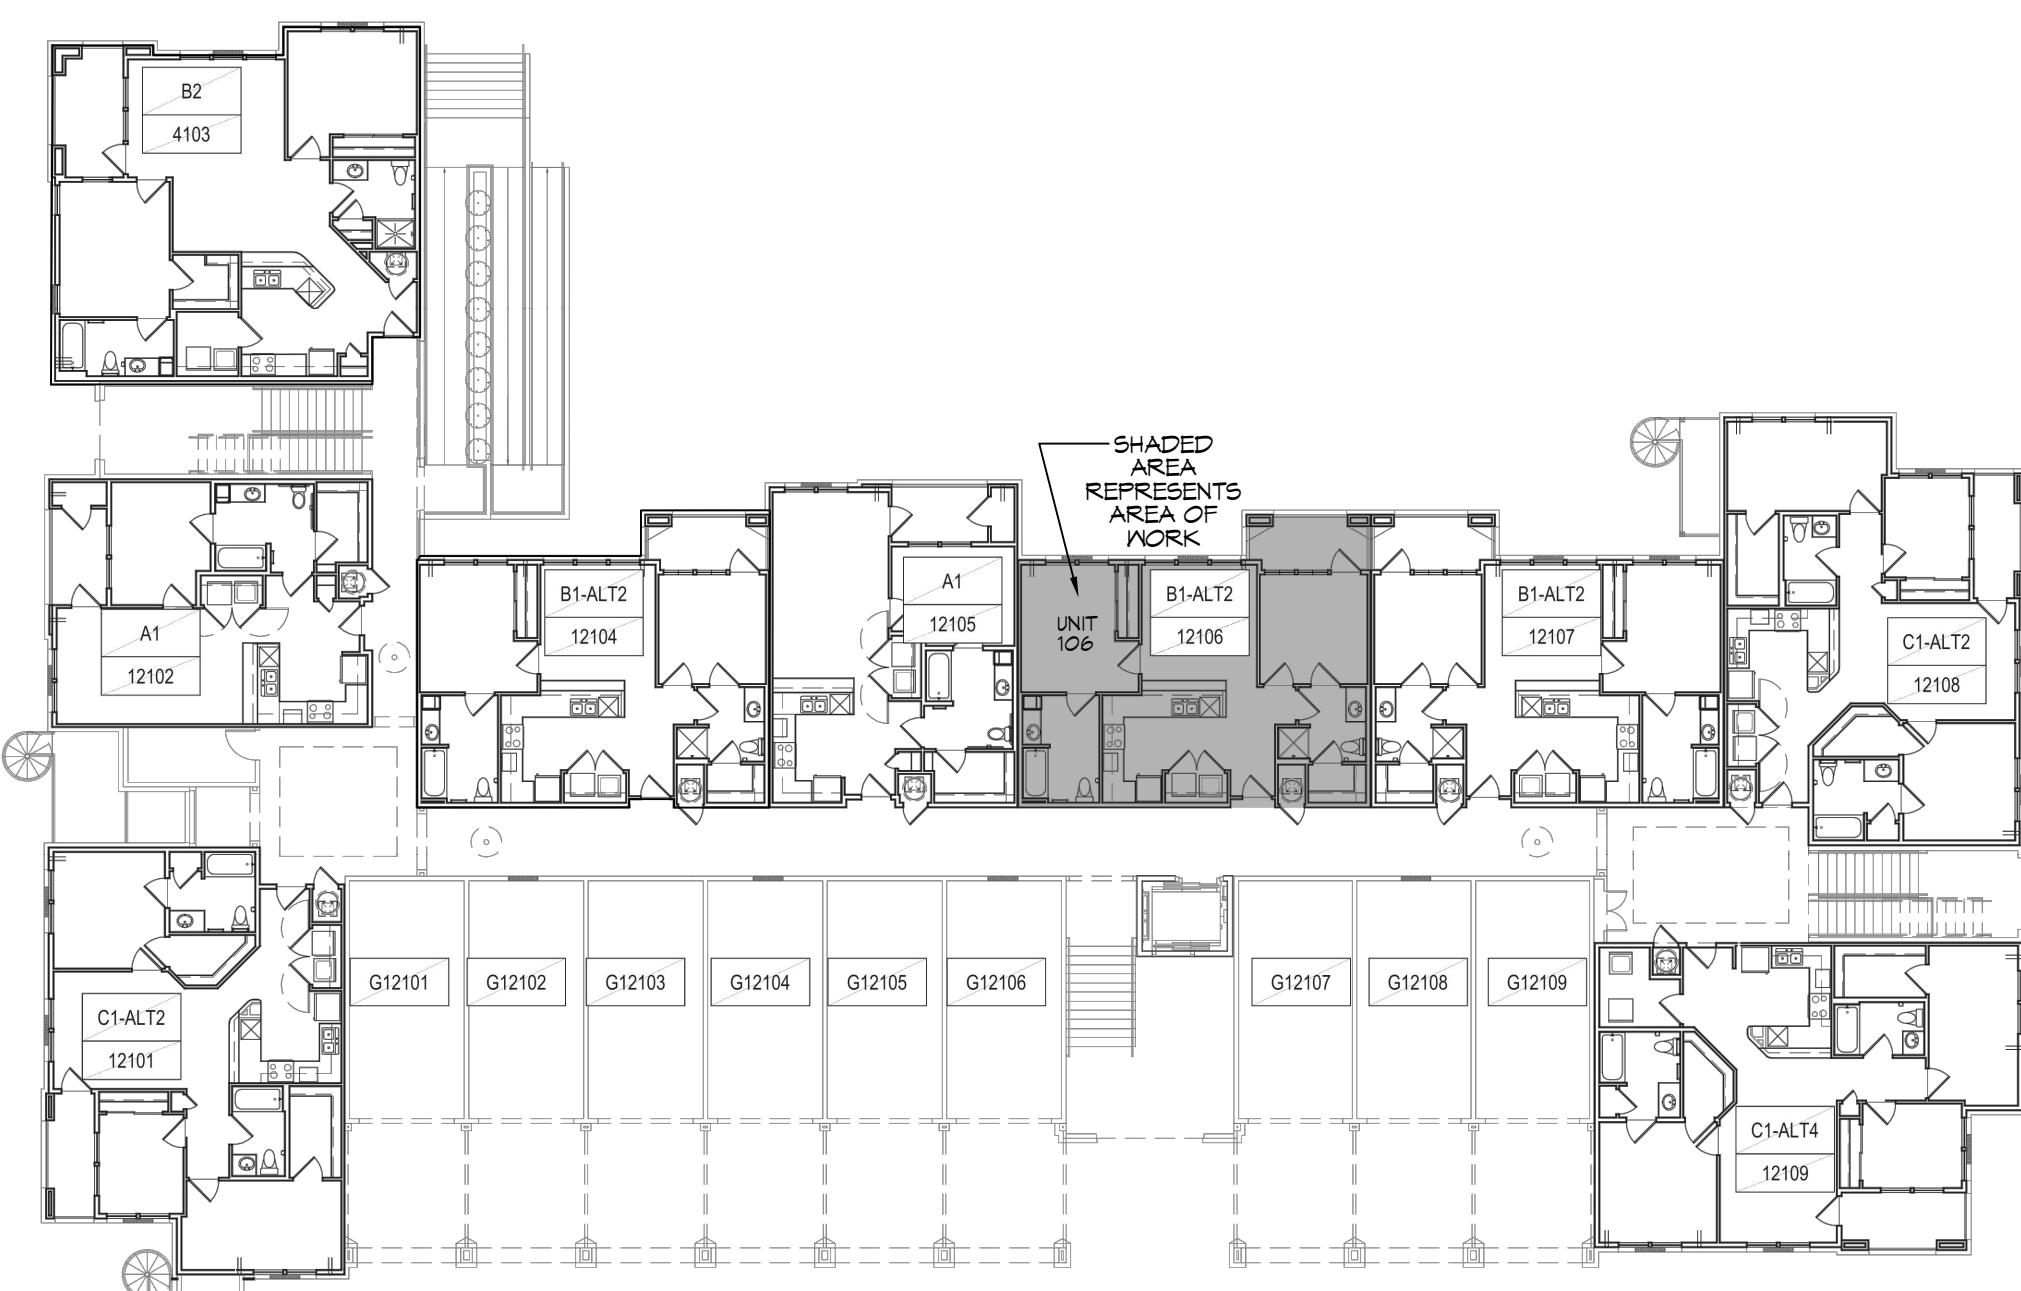 B2
4103
SHADED
AREA
REPRESENTS
AREA OF
WORK
A1
12102
B1-ALT2
12104
A1
12105
UNIT
106
B1-ALT2
12106
B1-ALT2
12107
C1-ALT2
12108
C1-ALT2
12101
G12101
G12102
G12103
G12104
G12105
G12106
G12107
G12108
G12109
C1-ALT4
12109